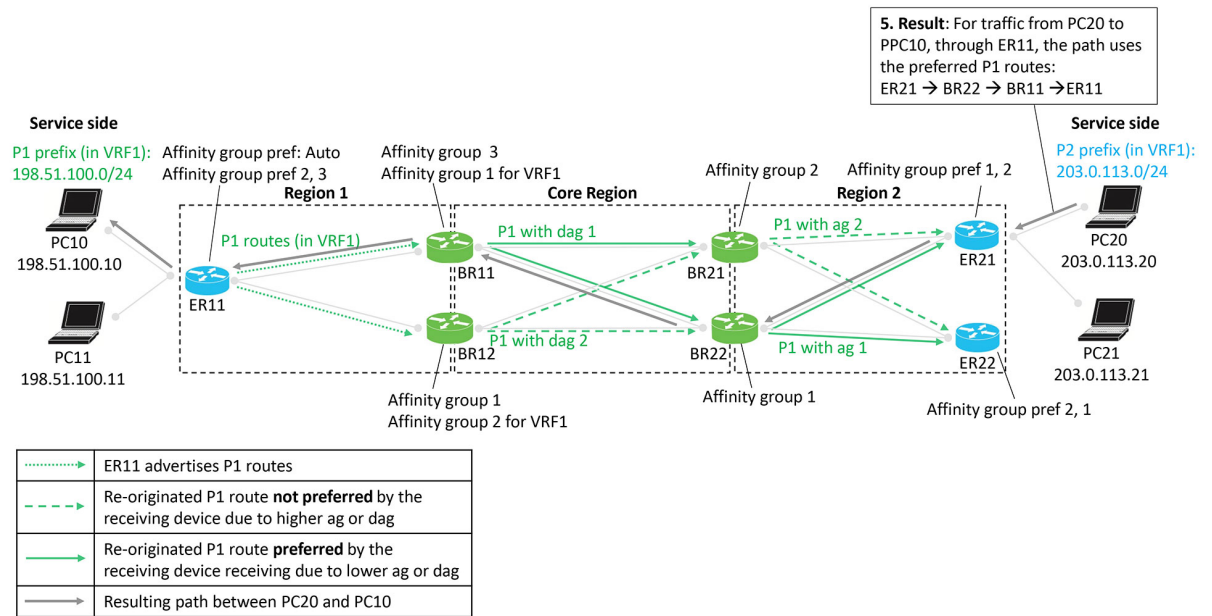 5. Result: For traffic from PC20 to
PPC10, through ER11, the path uses
the preferred P1 routes:
ER21 → BR22 → BR11 →ER11
Service side
P1 prefix (in VRF1):
198.51.100.0/24
Affinity group pref: Auto
Affinity group pref 2, 3
Affinity group 3
Affinity group 1 for VRF1
Affinity group 2
Affinity group pref 1, 2
Service side
P2 prefix (in VRF1):
203.0.113.0/24
Region 1
Core Region
Region 2
PC10
198.51.100.10
P1 routes (in VRF1)
P1 with dag 1
P1 with ag 2
ER11
BR11
BR21
ER21
PC20
203.0.113.20
PC11
198.51.100.11
BR12
P1 with dag 2
BR22
P1 with ag 1
ER22
PC21
203.0.113.21
Affinity group 1
Affinity group 2 for VRF1
Affinity group 1
Affinity group pref 2, 1
ER11 advertises P1 routes
Re-originated P1 route not preferred by the
receiving device due to higher ag or dag
Re-originated P1 route preferred by the
receiving device receiving due to lower ag or dag
Resulting path between PC20 and PC10